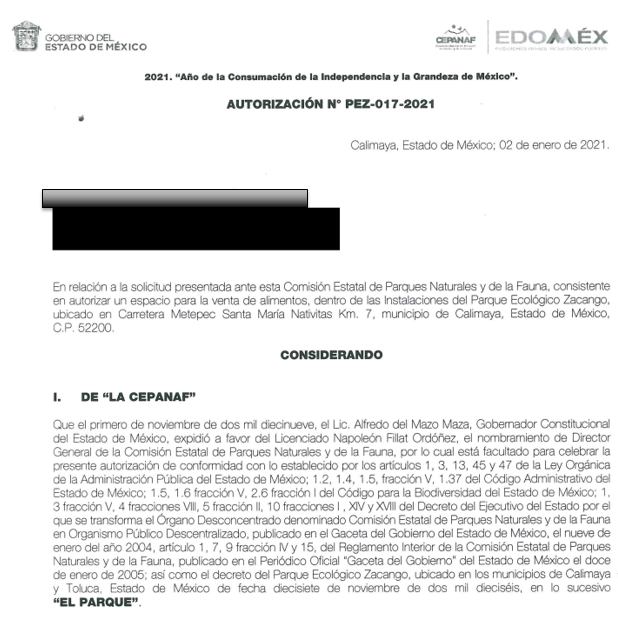 GOBIERNO DEL
ESTADO DE MÉXICO
CEPANAF
EDOMÉX
2021. “Año de la Consumación de la Independencia y la Grandeza de México”.
AUTORIZACIÓN N° PEZ-017-2021
Calimaya, Estado de México; 02 de enero de 2021.
En relación a la solicitud presentada ante esta Comisión Estatal de Parques Naturales y de la Fauna, consistente
en autorizar un espacio para la venta de alimentos, dentro de las Instalaciones del Parque Ecológico Zacango,
ubicado en Carretera Metepec Santa María Nativitas Km. 7, municipio de Calimaya, Estado de México,
C.P. 52200.
CONSIDERANDO
I. DE “LA CEPANAF”
Que el primero de noviembre de dos mil diecinueve, el Lic. Alfredo del Mazo Maza, Gobernador Constitucional
del Estado de México, expidió a favor del Licenciado Napoleón Fillat Ordóñez, el nombramiento de Director
General de la Comisión Estatal de Parques Naturales y de la Fauna, por lo cual está facultado para celebrar la
presente autorización de conformidad con lo establecido por los artículos 1, 3, 13, 45 y 47 de la Ley Orgánica
de la Administración Pública del Estado de México; 1.2, 1.4, 1.5, fracción V, 1.37 del Código Administrativo del
Estado de México; 1.5, 1.6 fracción V, 2.6 fracción I del Código para la Biodiversidad del Estado de México; 1,
3 fracción V, 4 fracciones VIII, 5 fracción II, 10 fracciones I , XIV y XVIII del Decreto del Ejecutivo del Estado por el
que se transforma el Órgano Desconcentrado denominado Comisión Estatal de Parques Naturales y de la Fauna
en Organismo Público Descentralizado, publicado en el Gaceta del Gobierno del Estado de México, el nueve de
enero del año 2004, artículo 1, 7, 9 fracción IV y 15, del Reglamento Interior de la Comisión Estatal de Parques
Naturales y de la Fauna, publicado en el Periódico Oficial “Gaceta del Gobierno” del Estado de México el doce
de enero de 2005; así como el decreto del Parque Ecológico Zacango, ubicado en los municipios de Calimaya
y Toluca, Estado de México de fecha diecisiete de noviembre de dos mil dieciséis, en lo sucesivo
“EL PARQUE”.